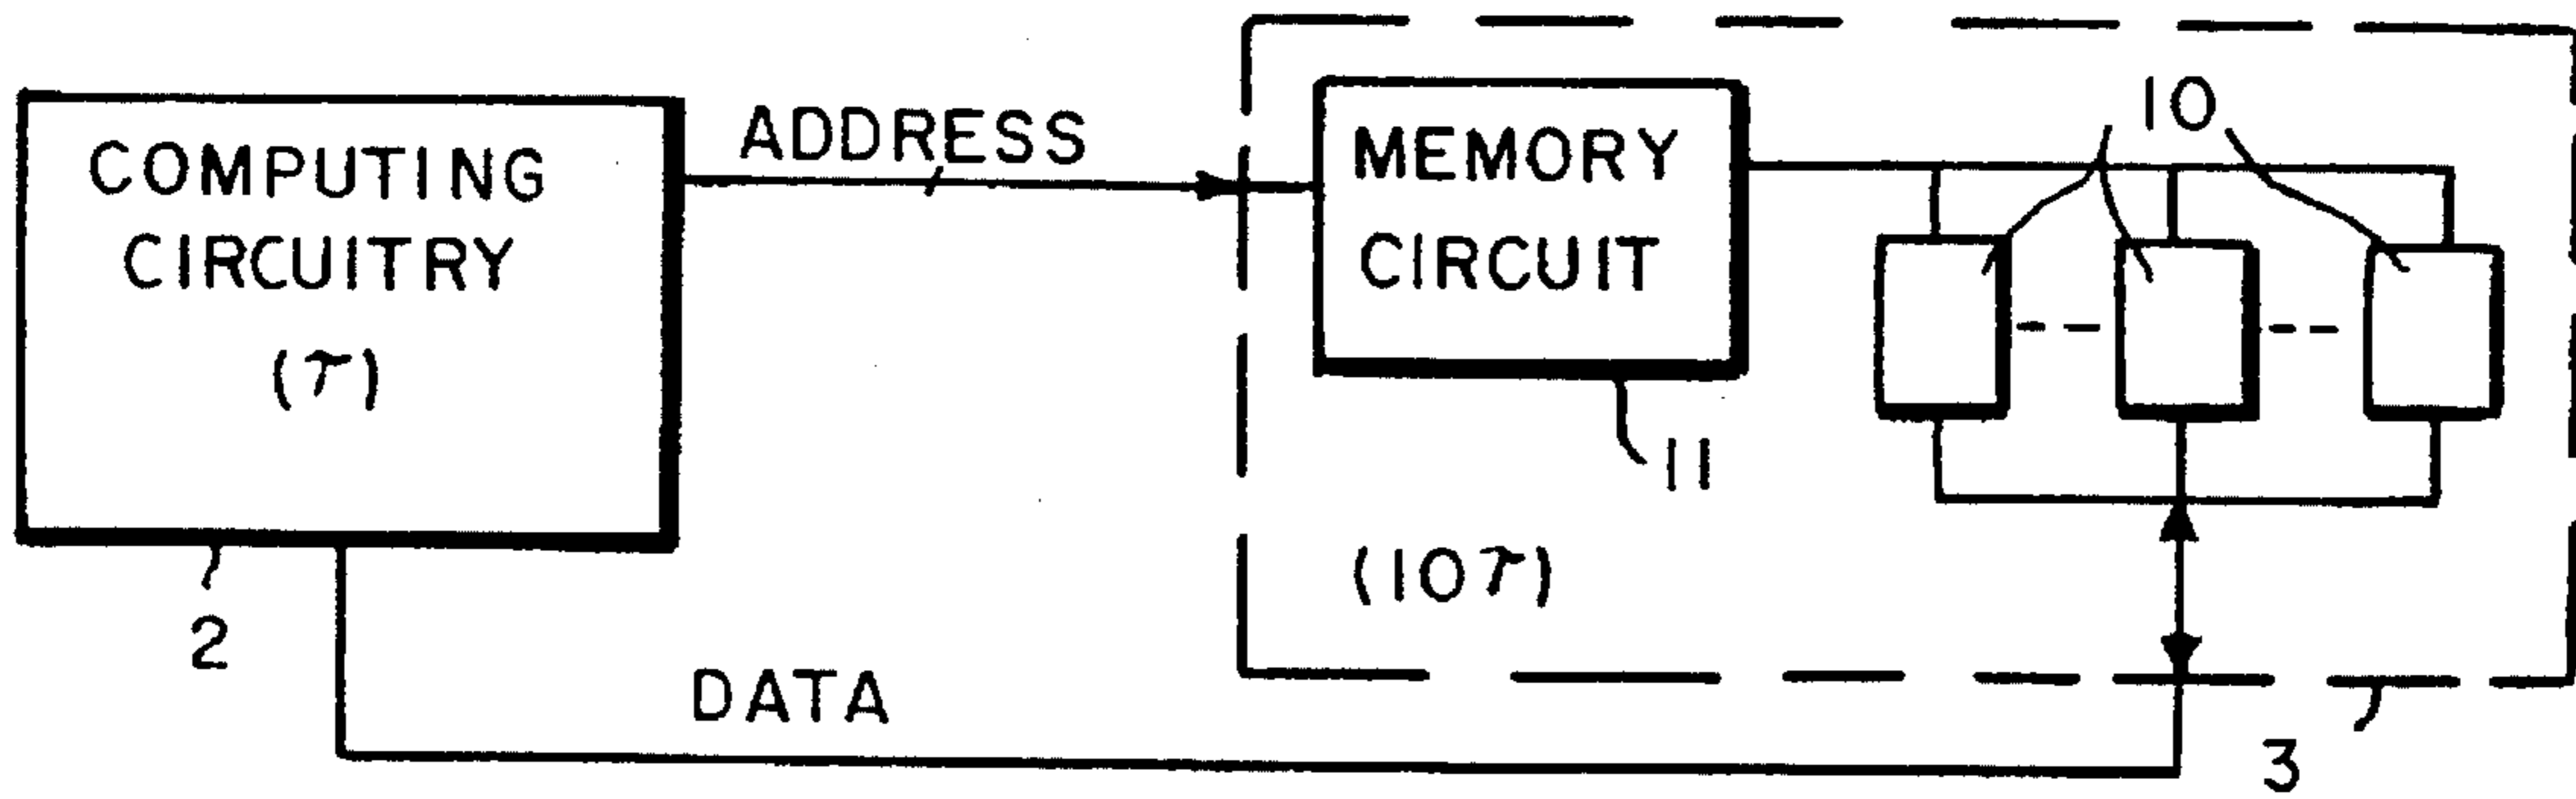 COMPUTING
CIRCUITRY
(τ)
2
ADDRESS
MEMORY
CIRCUIT
11
10
(10τ)
DATA
3